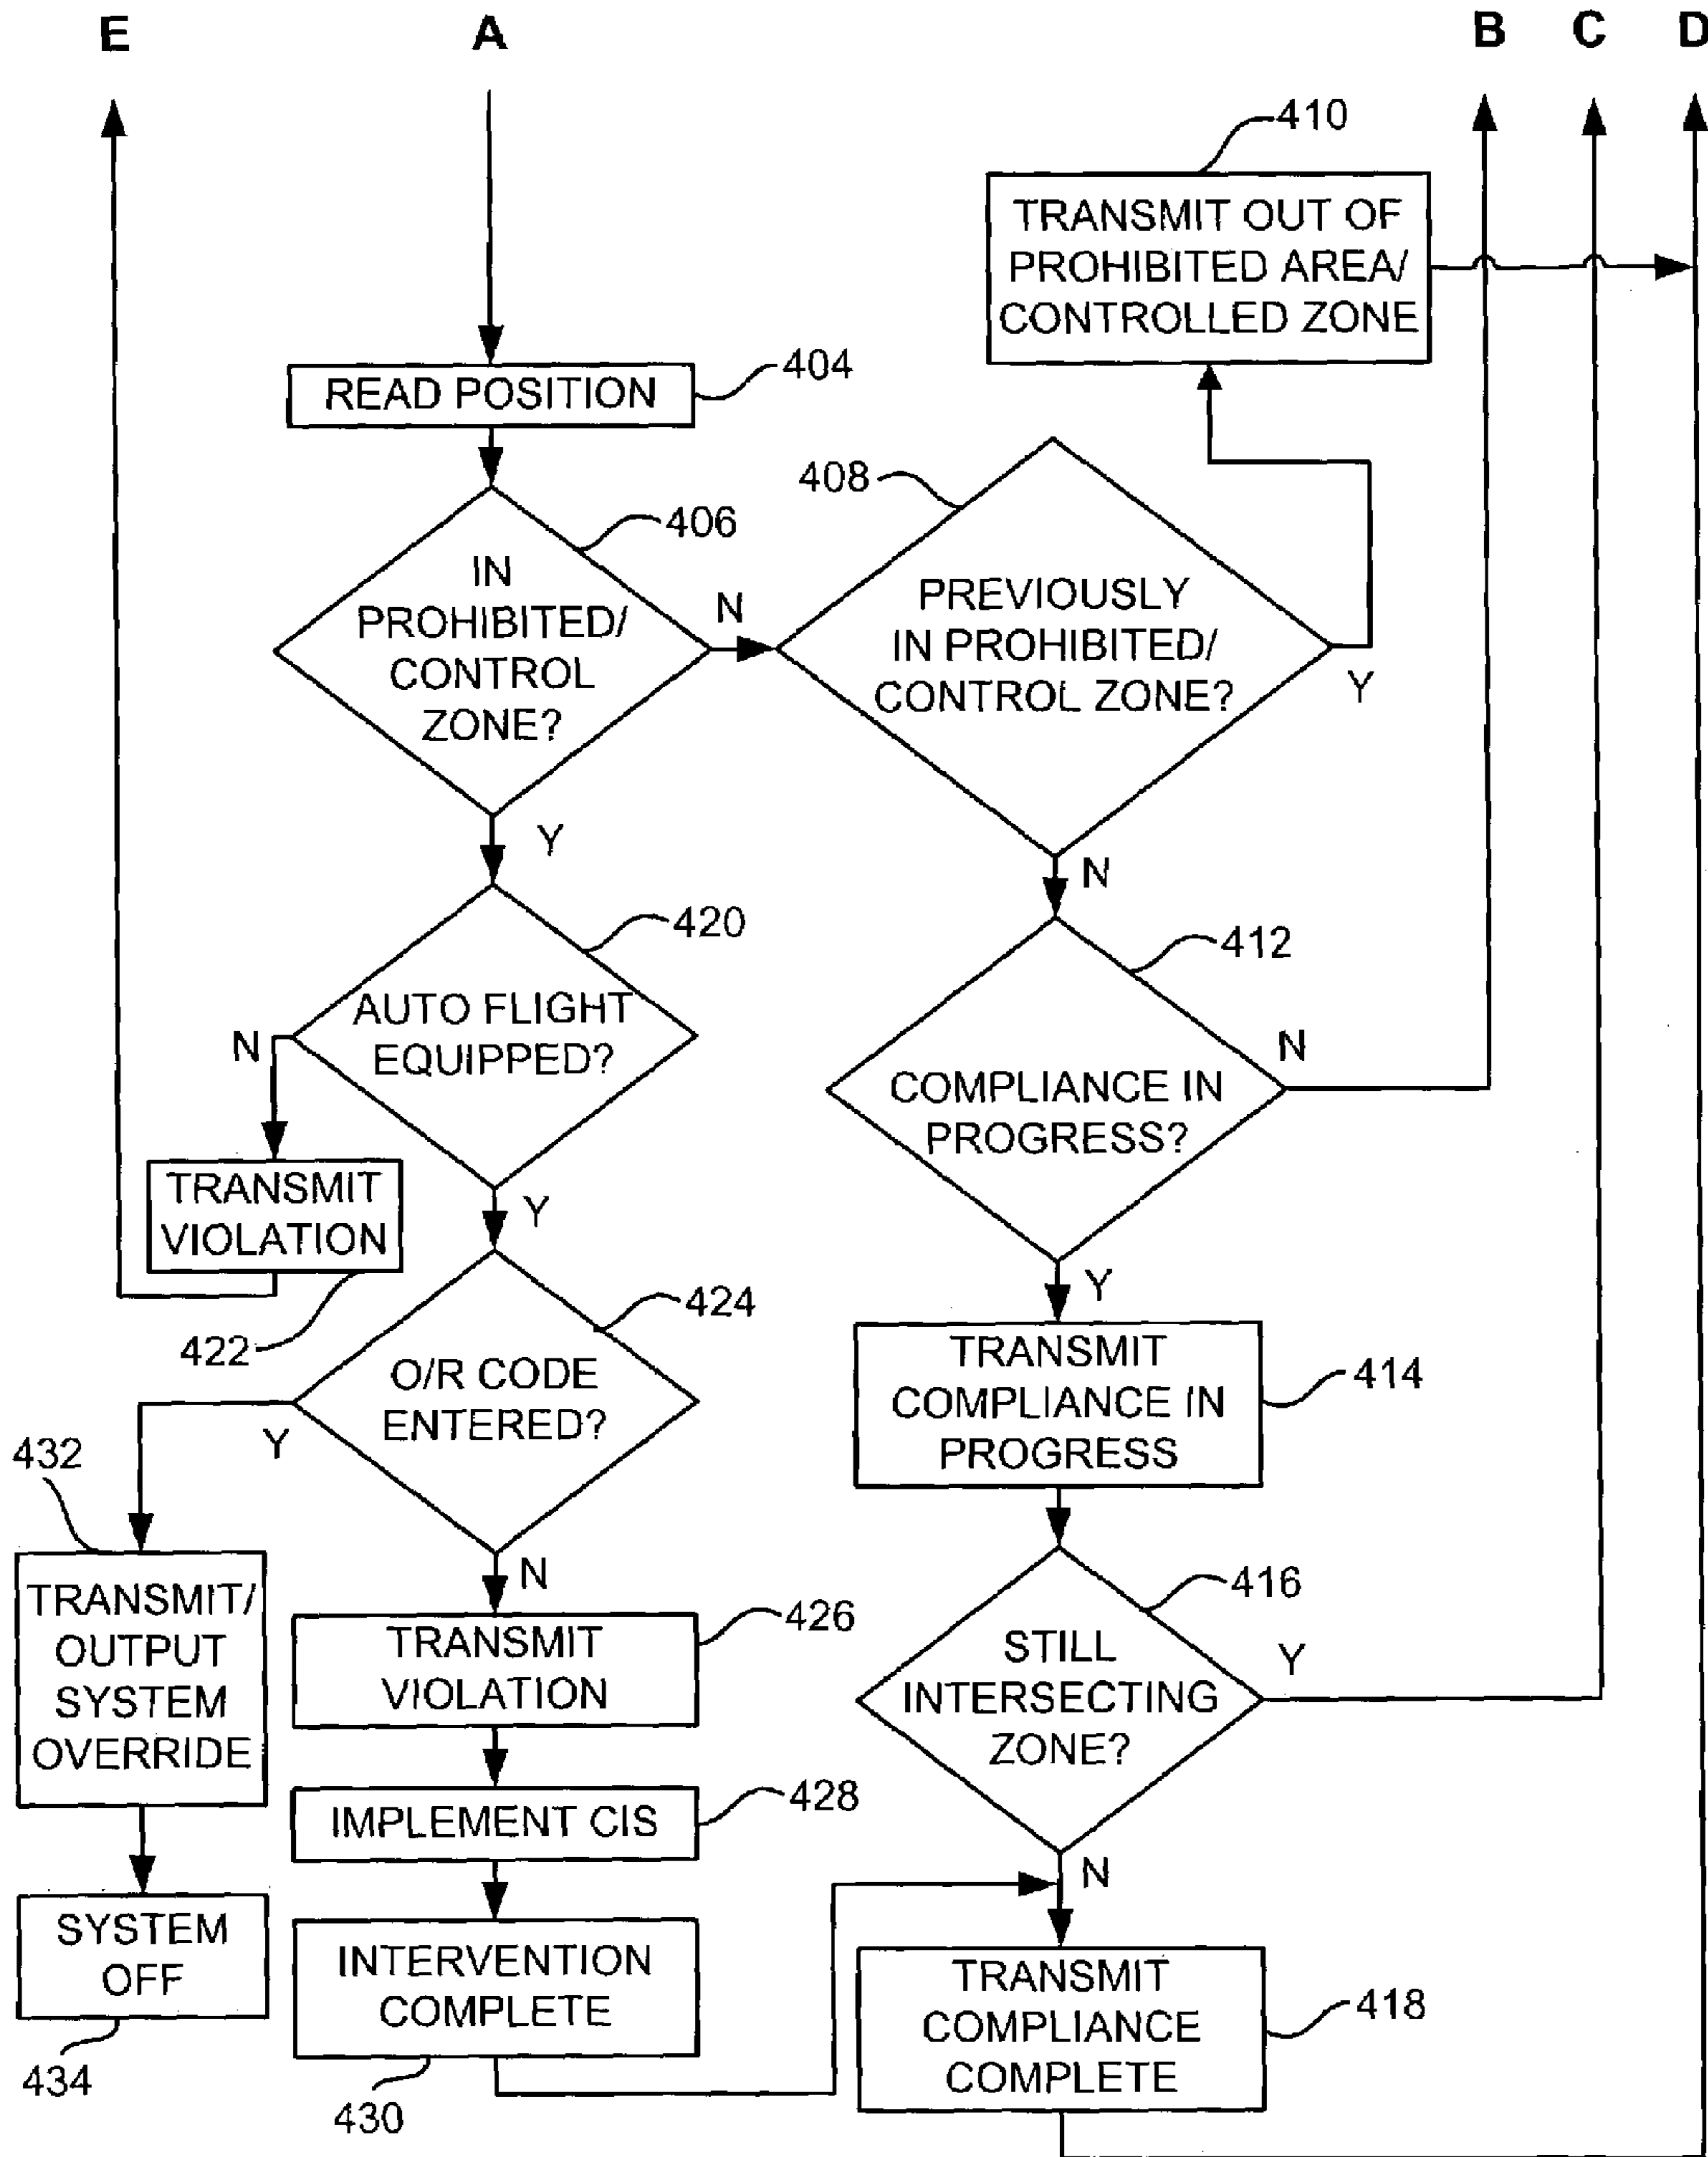 E
A
B
C
D
410
TRANSMIT OUT OF
PROHIBITED AREA/
CONTROLLED ZONE
READ POSITION
404
408
406
IN
PROHIBITED/
CONTROL
ZONE?
N
PREVIOUSLY
IN PROHIBITED/
CONTROL ZONE?
Y
Y
N
420
AUTO FLIGHT
EQUIPPED?
N
412
COMPLIANCE IN
PROGRESS?
N
TRANSMIT
VIOLATION
422
Y
Y
424
O/R CODE
ENTERED?
Y
TRANSMIT
COMPLIANCE IN
PROGRESS
414
432
TRANSMIT/
OUTPUT
SYSTEM
OVERRIDE
N
TRANSMIT
VIOLATION
426
416
STILL
INTERSECTING
ZONE?
Y
IMPLEMENT CIS
428
N
SYSTEM
OFF
434
INTERVENTION
COMPLETE
430
TRANSMIT
COMPLIANCE
COMPLETE
418